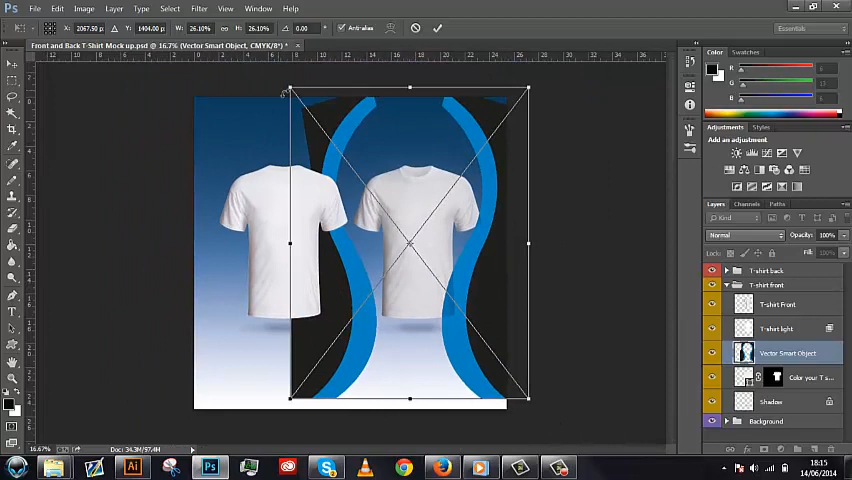 Ps File Edit Image Layer Type Select Filter View Window Help
X: 2067.50 p Y: 1404.00 p W: 26.10% H: 26.10% 0.00 Anti-alias Essentials
Front and Back T-Shirt Mock up.psd @ 16.7% (Vector Smart Object, CMYK/8*) * ×
Color Swatches
Adjustments Styles
Add an adjustment
Layers Channels Paths
Kind
Normal Opacity: 100%
Lock: Fill: 100%
T-shirt back
T-shirt front
T-shirt Front
T-shirt light
Vector Smart Object
Color your T s...
Shadow
Background
16.67% Doc: 34.3M/97.4M
Ai Ps
18:15
14/06/2014